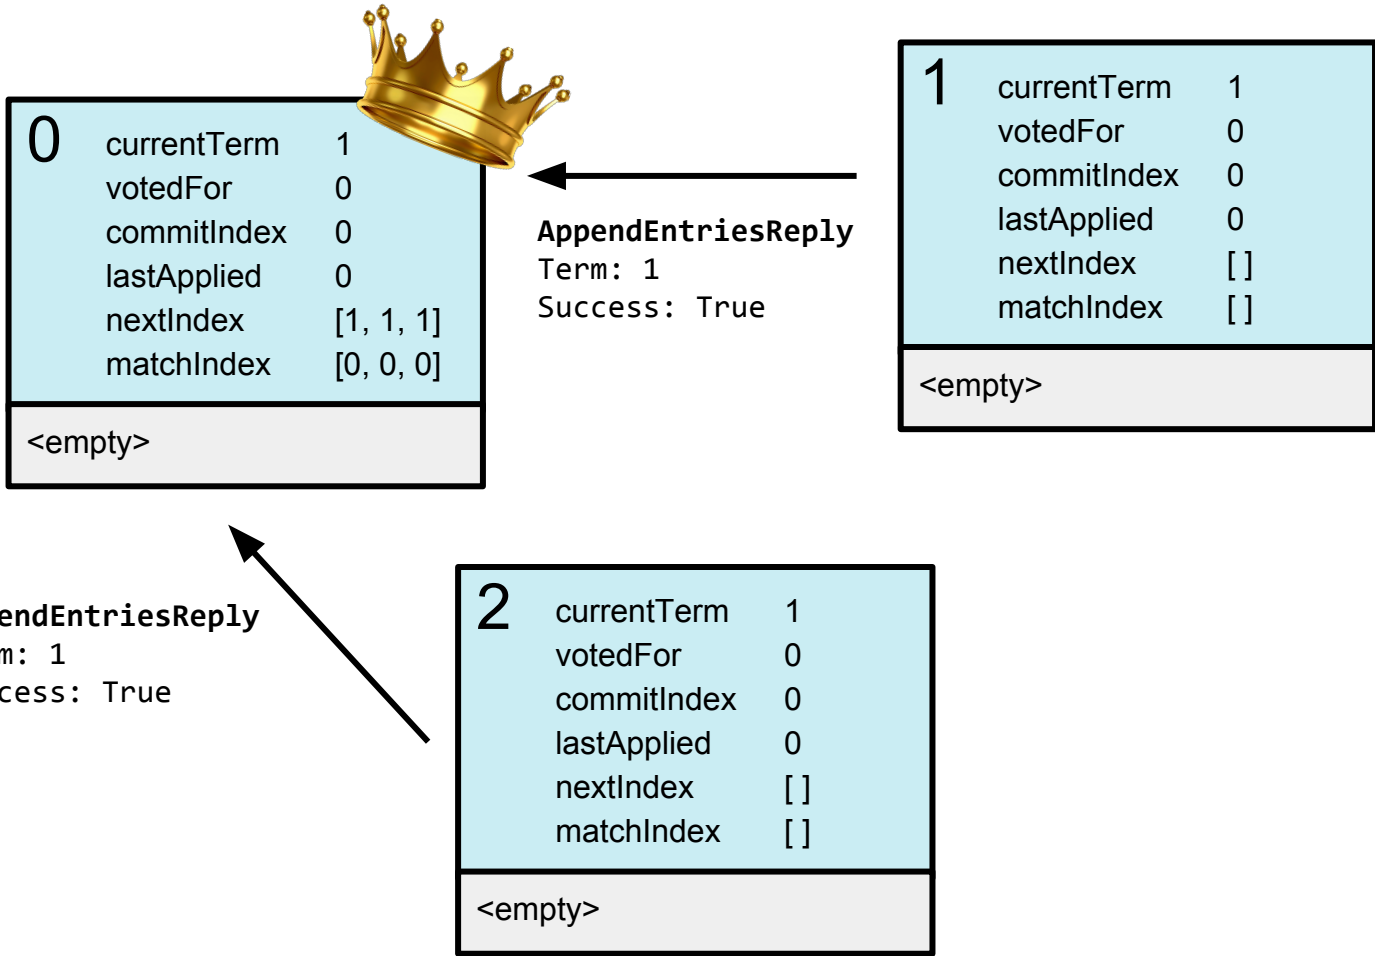 0
currentTerm 1
votedFor 0
commitIndex 0
lastApplied 0
nextIndex [1, 1, 1]
matchIndex [0, 0, 0]
<empty>
AppendEntriesReply
Term: 1
Success: True
1
currentTerm 1
votedFor 0
commitIndex 0
lastApplied 0
nextIndex [ ]
matchIndex [ ]
<empty>
endEntriesReply
m: 1
cess: True
2
currentTerm 1
votedFor 0
commitIndex 0
lastApplied 0
nextIndex [ ]
matchIndex [ ]
<empty>